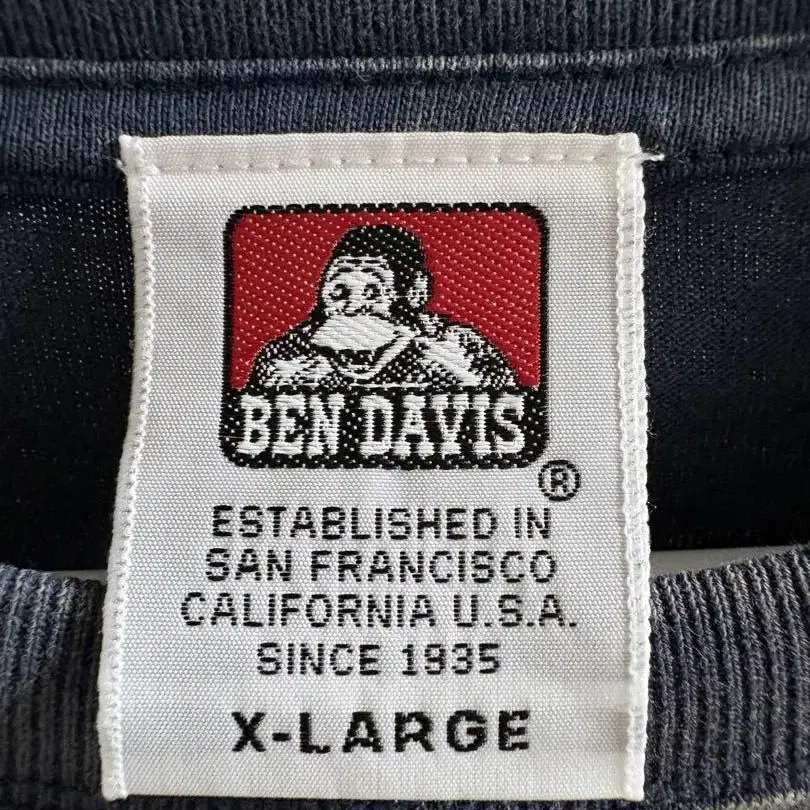 BEN DAVIS
®
ESTABLISHED IN
SAN FRANCISCO
CALIFORNIA U.S.A.
SINCE 1935
X-LARGE